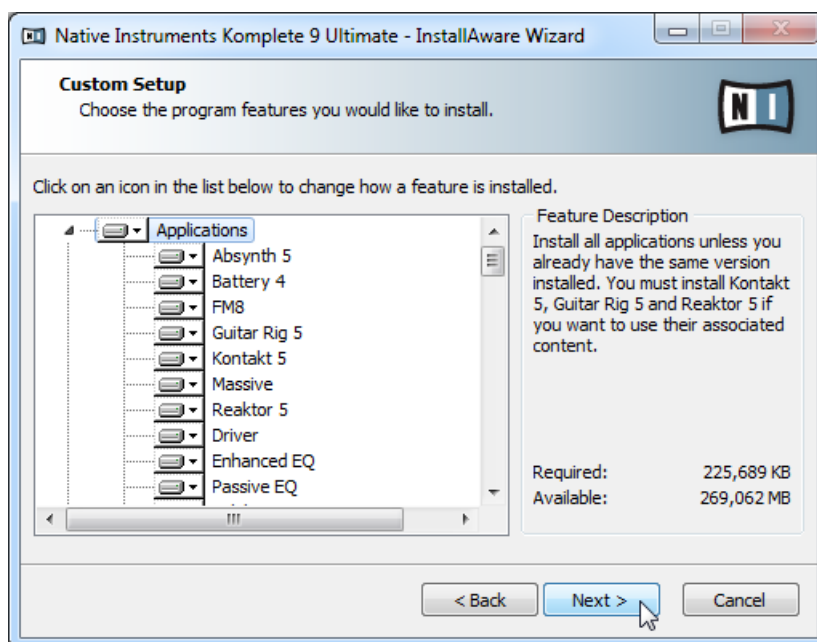 Native Instruments Komplete 9 Ultimate - InstallAware Wizard
Custom Setup
Choose the program features you would like to install.
N I
Click on an icon in the list below to change how a feature is installed.
Applications
Absynth 5
Battery 4
FM8
Guitar Rig 5
Kontakt 5
Massive
Reaktor 5
Driver
Enhanced EQ
Passive EQ
Feature Description
Install all applications unless you
already have the same version
installed. You must install Kontakt
5, Guitar Rig 5 and Reaktor 5 if
you want to use their associated
content.
Required: 225,689 KB
Available: 269,062 MB
< Back
Next >
Cancel